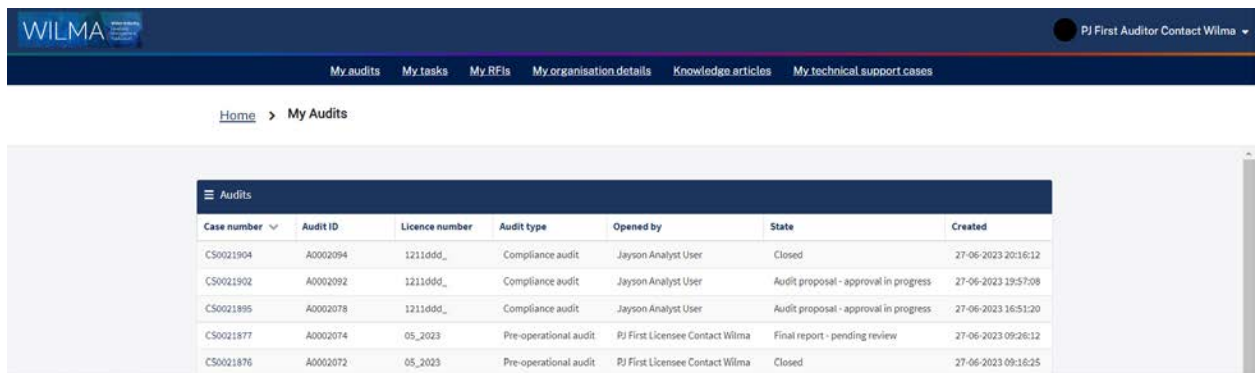 WILMA
PJ First Auditor Contact Wilma
My audits My tasks My RFIs My organisation details Knowledge articles My technical support cases
Home > My Audits
Audits
Case number Audit ID Licence number Audit type Opened by State Created
CS0021904 A0002094 1211ddd_ Compliance audit Jayson Analyst User Closed 27-06-2023 20:16:12
CS0021902 A0002092 1211ddd_ Compliance audit Jayson Analyst User Audit proposal - approval in progress 27-06-2023 19:57:08
CS0021895 A0002078 1211ddd_ Compliance audit Jayson Analyst User Audit proposal - approval in progress 27-06-2023 16:51:20
CS0021877 A0002074 05_2023 Pre-operational audit PJ First Licensee Contact Wilma Final report - pending review 27-06-2023 09:26:12
CS0021876 A0002072 05_2023 Pre-operational audit PJ First Licensee Contact Wilma Closed 27-06-2023 09:16:25